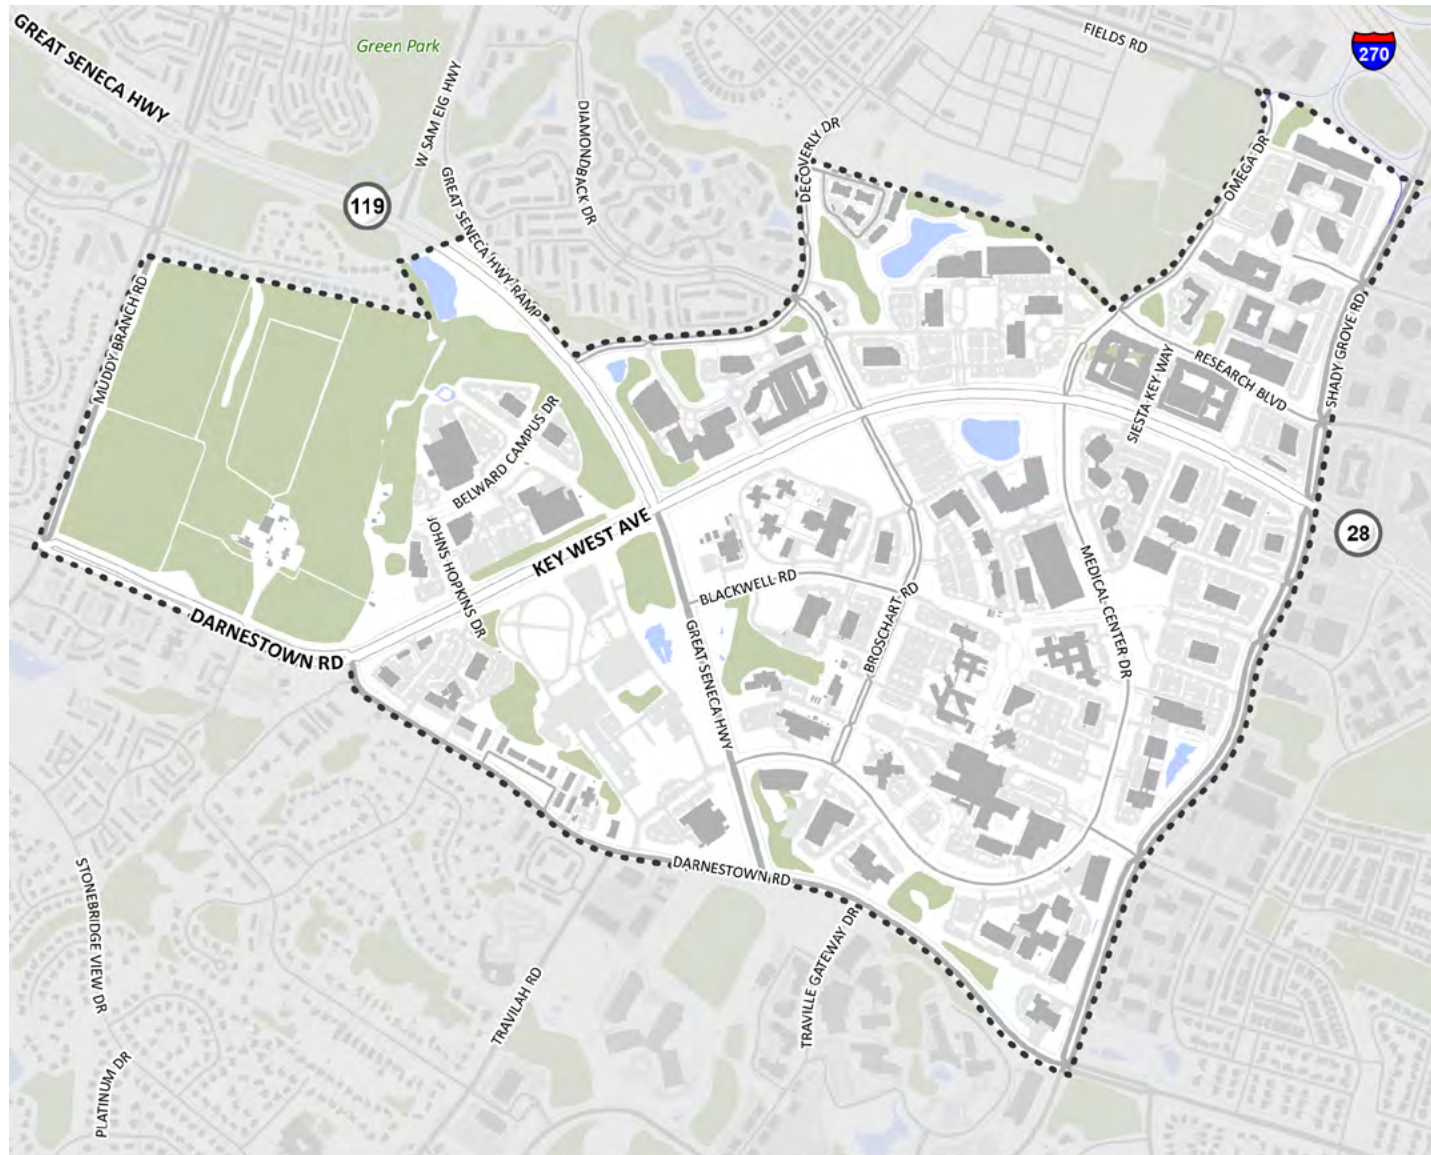 GREAT SENECA HWY
Green Park
FIELDS RD
270
W SAM EIG HWY
DIAMONDBACK DR
DECOVERLY DR
OMEGA DR
119
GREAT SENECA HWY RAMP
MUDDY BRANCH RD
SHADY GROVE RD
RESEARCH BLVD
SIESTA KEY WAY
BELWARD CAMPUS DR
KEY WEST AVE
28
JOHNS HOPKINS DR
BLACKWELL RD
BROSCHART RD
MEDICAL CENTER DR
DARNESTOWN RD
GREAT SENECA HWY
DARNESTOWN RD
STONEBRIDGE VIEW DR
TRAVILAH RD
TRAVILLE GATEWAY DR
PLATINUM DR